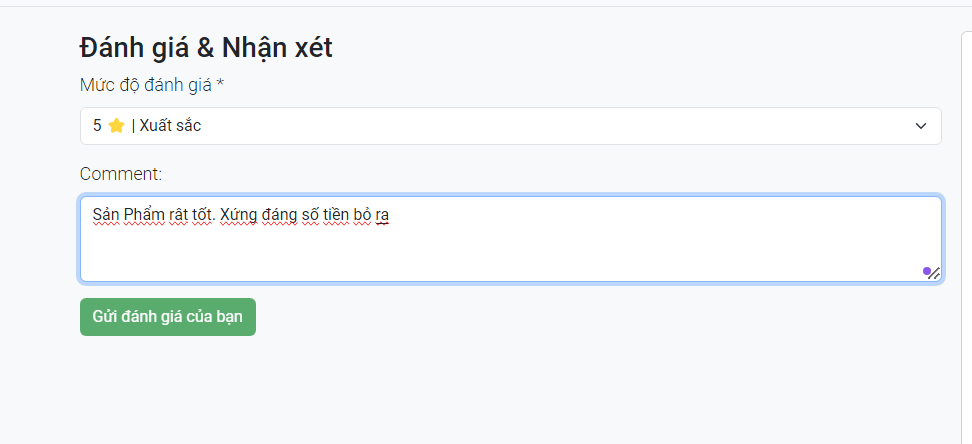 Đánh giá & Nhận xét
Mức độ đánh giá *
5 ⭐ | Xuất sắc
Comment:
Sản Phẩm rât tốt. Xứng đáng số tiền bỏ ra
Gửi đánh giá của bạn